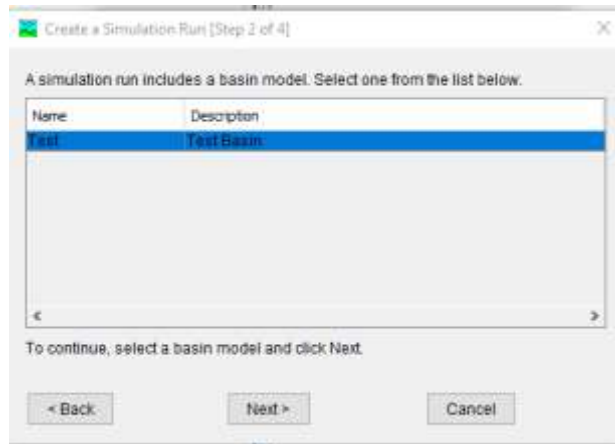 Create a Simulation Run [Step 2 of 4]
A simulation run includes a basin model. Select one from the list below.
Name Description
Test Test Basin
To continue, select a basin model and click Next.
< Back Next > Cancel